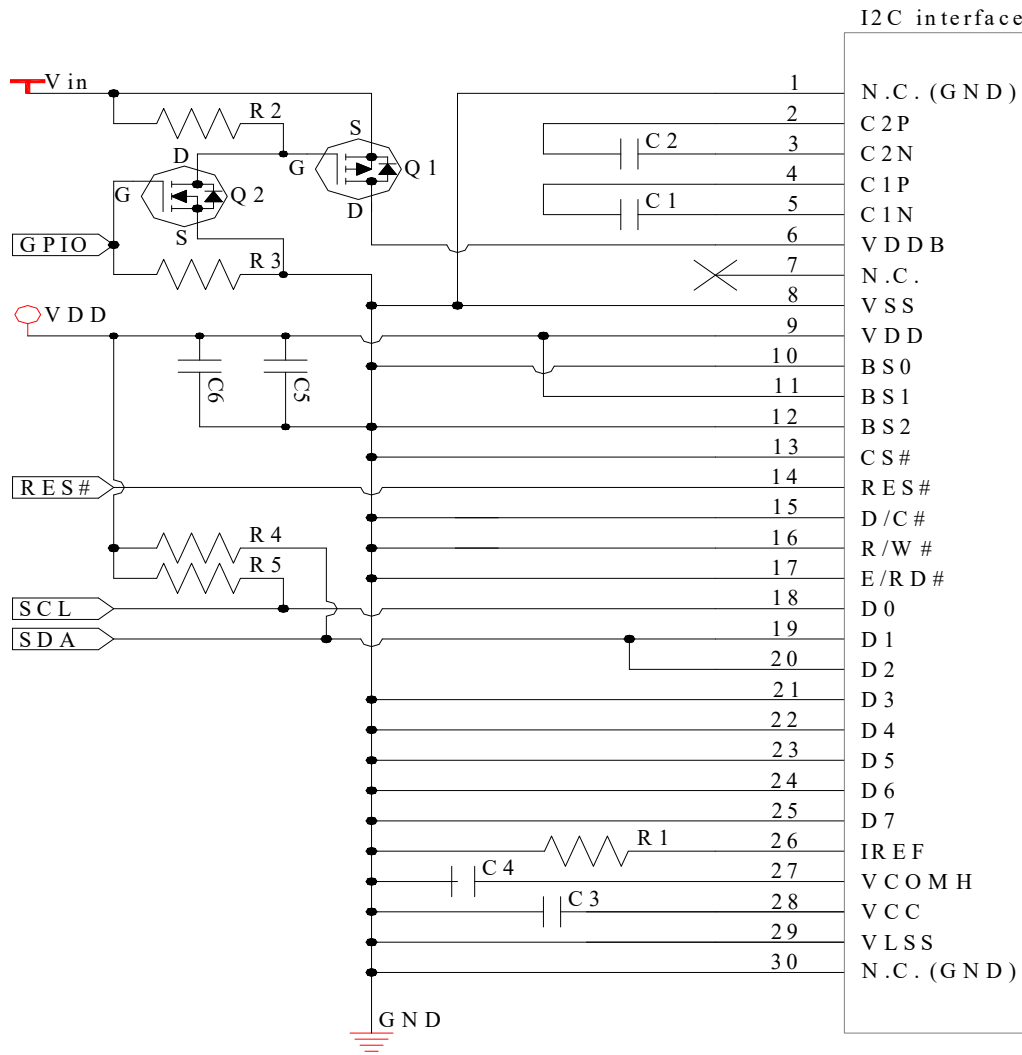 I2C interface
Vin
R2
S
G
Q1
D
D
G
Q2
S
GPIO
R3
VDD
C6
C5
RES#
R4
R5
SCL
SDA
C2
C1
R1
C4
C3
GND
1 N.C. (GND)
2 C2P
3 C2N
4 C1P
5 C1N
6 VDDB
7 N.C.
8 VSS
9 VDD
10 BS0
11 BS1
12 BS2
13 CS#
14 RES#
15 D/C#
16 R/W#
17 E/RD#
18 D0
19 D1
20 D2
21 D3
22 D4
23 D5
24 D6
25 D7
26 IREF
27 VCOMH
28 VCC
29 VLSS
30 N.C. (GND)